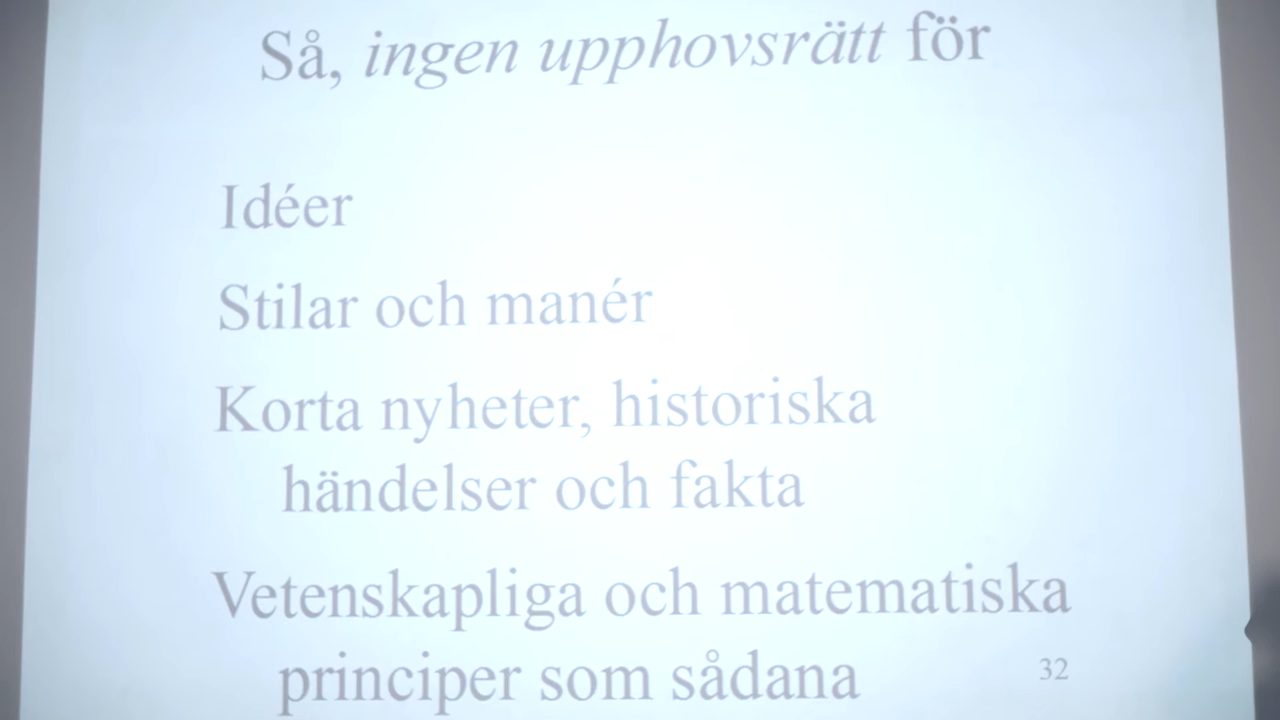 Så, ingen upphovsrätt för
Idéer
Stilar och manér
Korta nyheter, historiska
händelser och fakta
Vetenskapliga och matematiska
principer som sådana
32